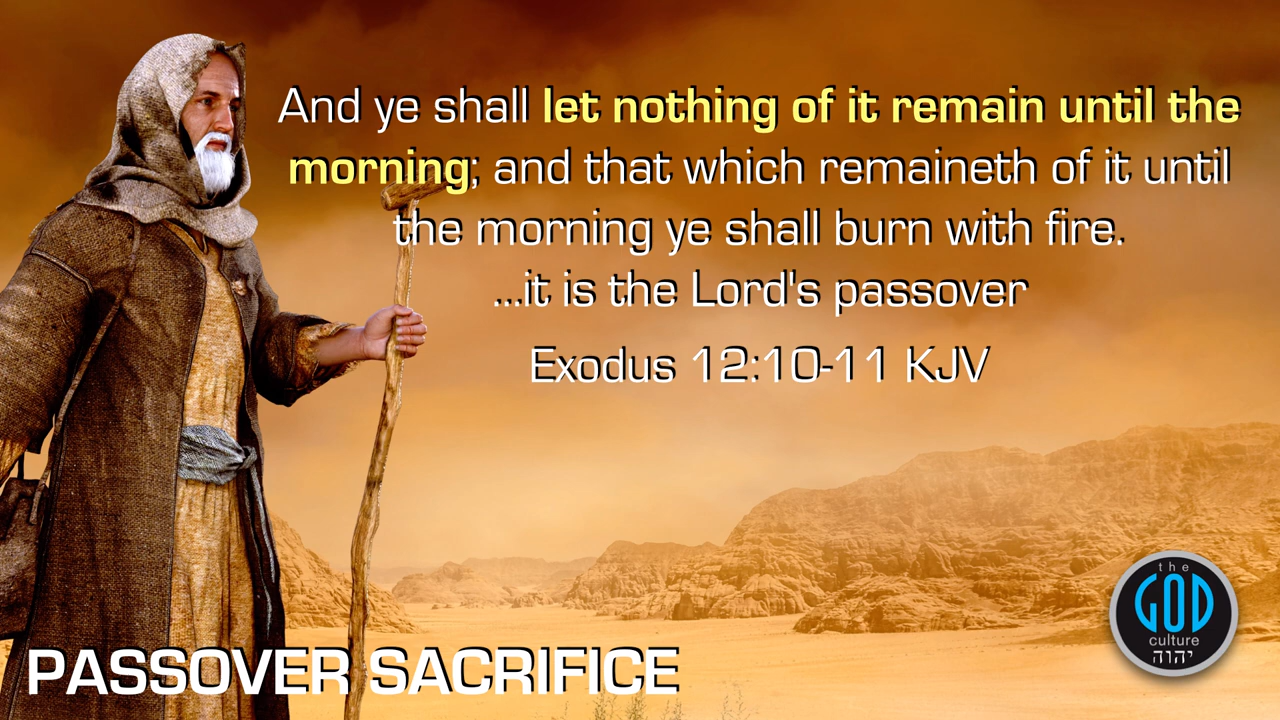 And ye shall let nothing of it remain until the
morning; and that which remaineth of it until
the morning ye shall burn with fire.
...it is the Lord's passover
Exodus 12:10-11 KJV
the
GOD
culture
יהוה
PASSOVER SACRIFICE